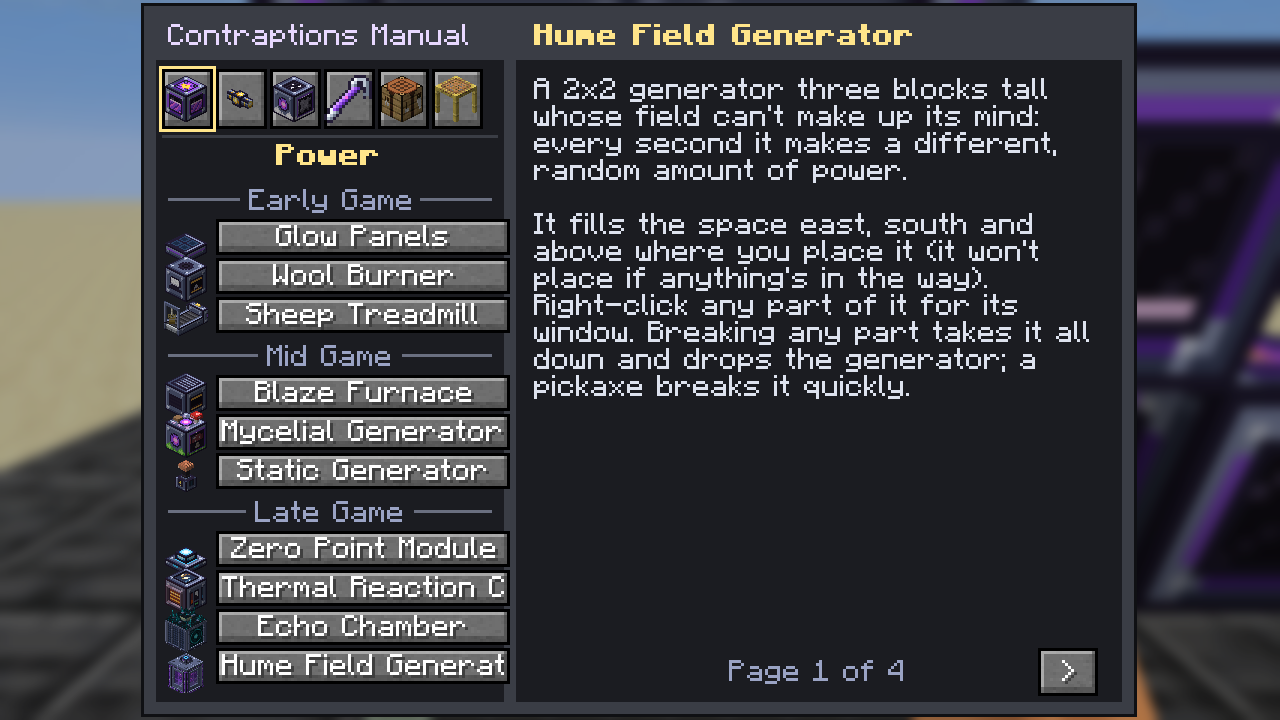 Contraptions Manual
Power
Early Game
Glow Panels
Wool Burner
Sheep Treadmill
Mid Game
Blaze Furnace
Mycelial Generator
Static Generator
Late Game
Zero Point Module
Thermal Reaction C
Echo Chamber
Hume Field Generat
Hume Field Generator
A 2x2 generator three blocks tall
whose field can't make up its mind:
every second it makes a different,
random amount of power.
It fills the space east, south and
above where you place it (it won't
place if anything's in the way).
Right-click any part of it for its
window. Breaking any part takes it all
down and drops the generator; a
pickaxe breaks it quickly.
Page 1 of 4
>